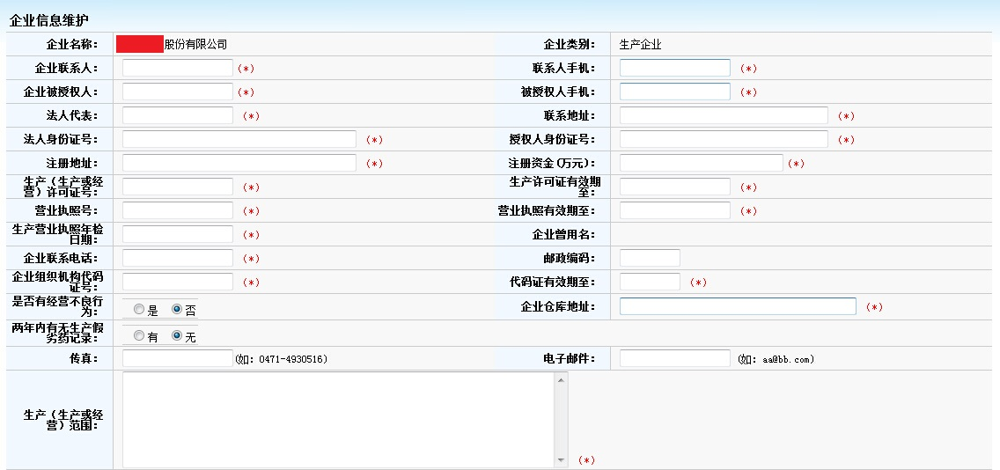 企业信息维护
企业名称: 股份有限公司 企业类别: 生产企业
企业联系人: (*) 联系人手机: (*)
企业被授权人: (*) 被授权人手机: (*)
法人代表: (*) 联系地址: (*)
法人身份证号: (*) 授权人身份证号: (*)
注册地址: (*) 注册资金(万元): (*)
生产（生产或经
营）许可证号: (*)
生产许可证有效期
至: (*)
营业执照号: (*) 营业执照有效期至: (*)
生产营业执照年检
日期: (*)
企业曾用名:
企业联系电话: (*) 邮政编码:
企业组织机构代码
证号: (*)
代码证有效期至: (*)
是否有经营不良行
为: 是 否
企业仓库地址: (*)
两年内有无生产假
劣药记录: 有 无
传真: (如: 0471-4930516) 电子邮件: (如: aa@bb.com)
生产（生产或经
营）范围: (*)